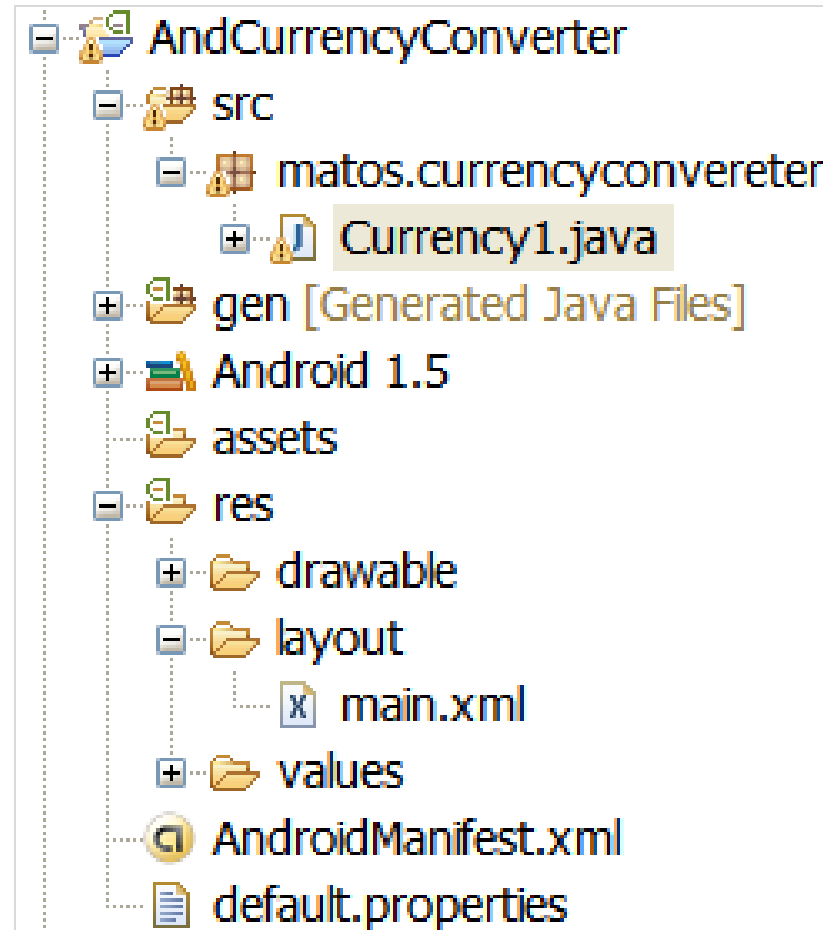 AndCurrencyConverter
src
matos.currencyconvereter
Currency1.java
gen [Generated Java Files]
Android 1.5
assets
res
drawable
layout
main.xml
values
AndroidManifest.xml
default.properties